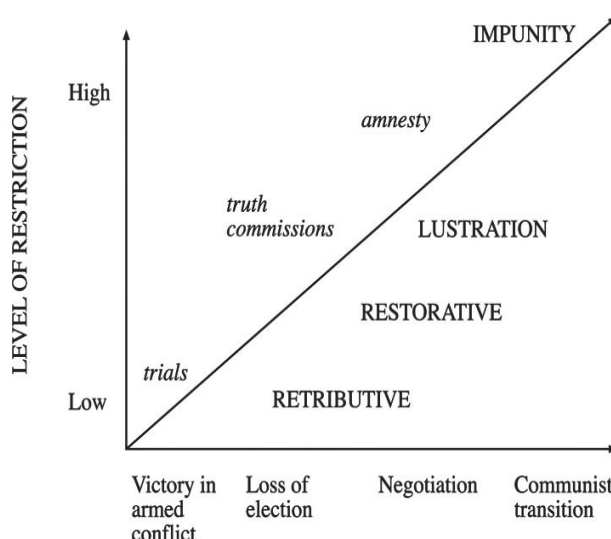 IMPUNITY
High
amnesty
truth
commissions
LUSTRATION
RESTORATIVE
LEVEL OF RESTRICTION
trials
Low
RETRIBUTIVE
Victory in
armed
conflict
Loss of
election
Negotiation
Communist
transition